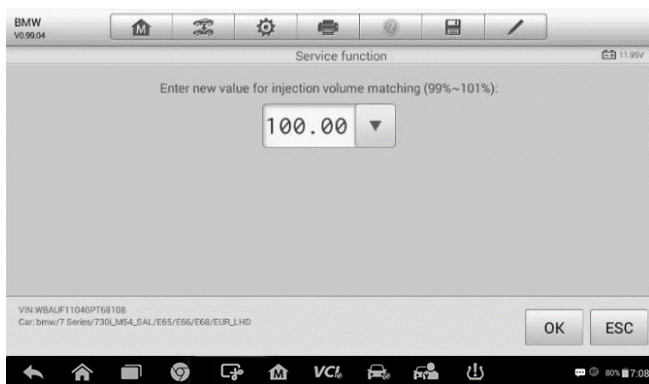 BMW
V0.99.04
M
Service function
11.95V
Enter new value for injection volume matching (99%~101%):
100.00
VIN:WBAUF11040PT68108
Car: bmw/7 Series/730i_M54_SAL/E65/E66/E68/EUR_LHD
OK
ESC
M
VCI
80%
7:08